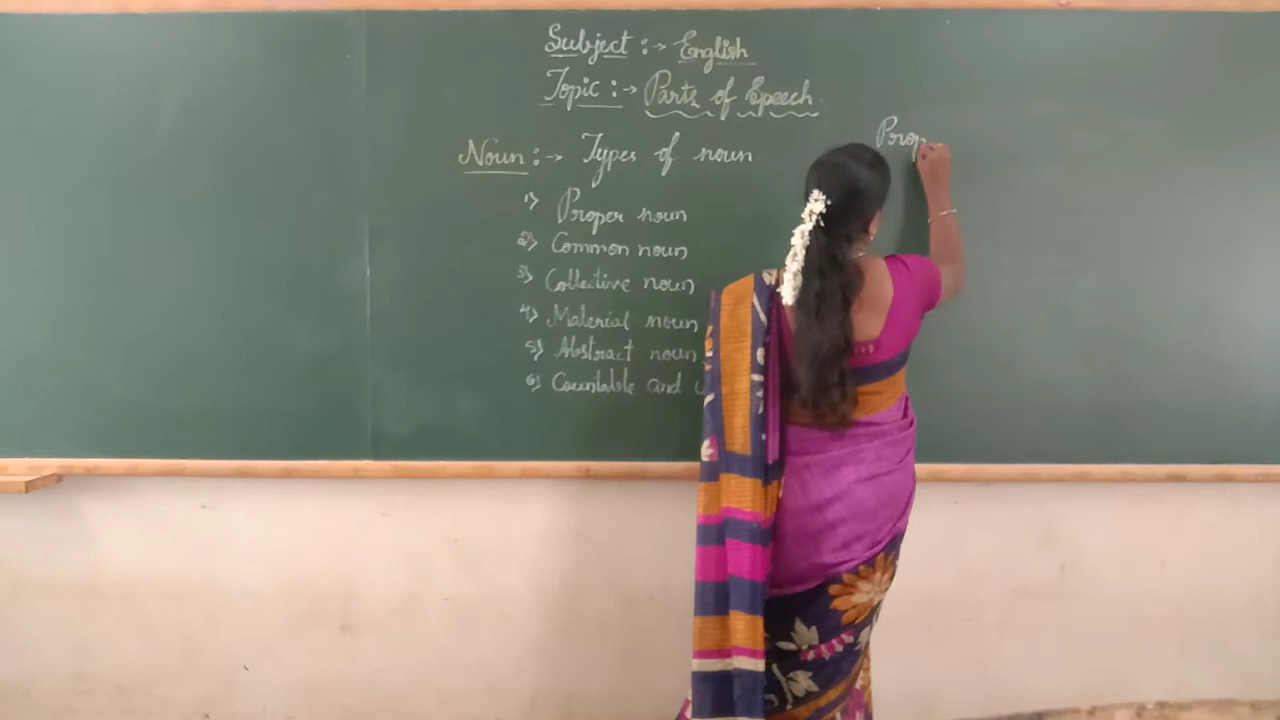 Subject :→ English
Topic :→ Parts of Speech
Noun :→ Types of noun
1) Proper noun
2) Common noun
3) Collective noun
4) Material noun
5) Abstract noun
6) Countable and
Prop